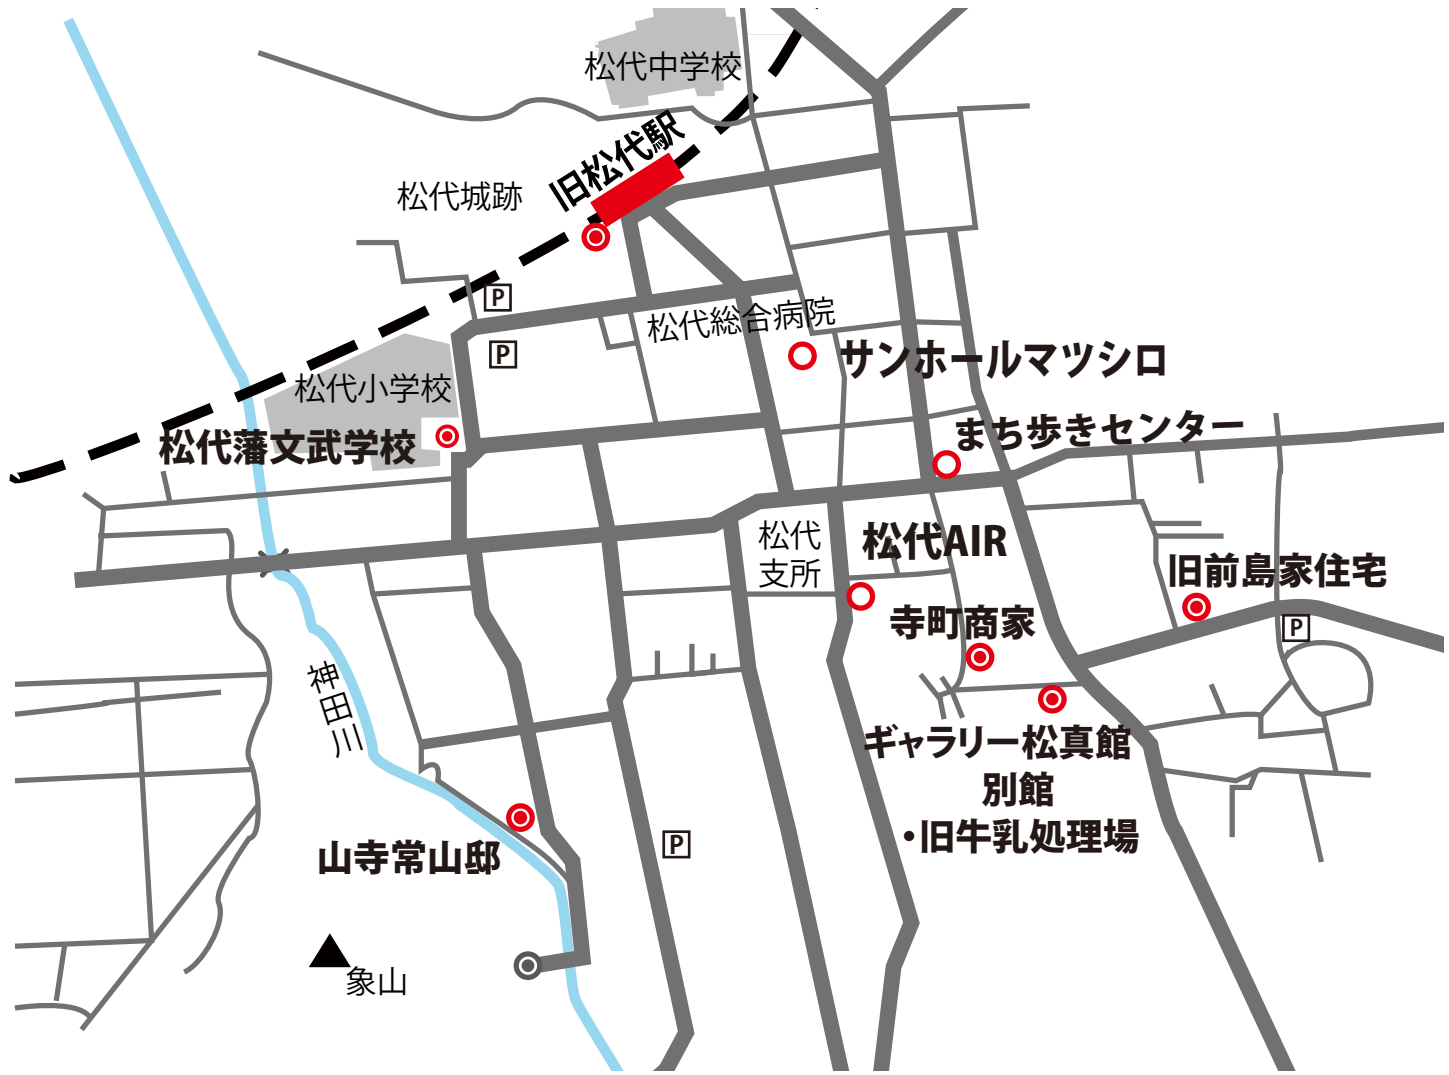 松代中学校
旧松代駅
松代城跡
P
松代総合病院
P
サンホールマツシロ
松代小学校
まち歩きセンター
松代藩文武学校
松代
支所
松代AIR
旧前島家住宅
寺町商家
P
神田川
ギャラリー松真館
別館
・旧牛乳処理場
P
山寺常山邸
象山